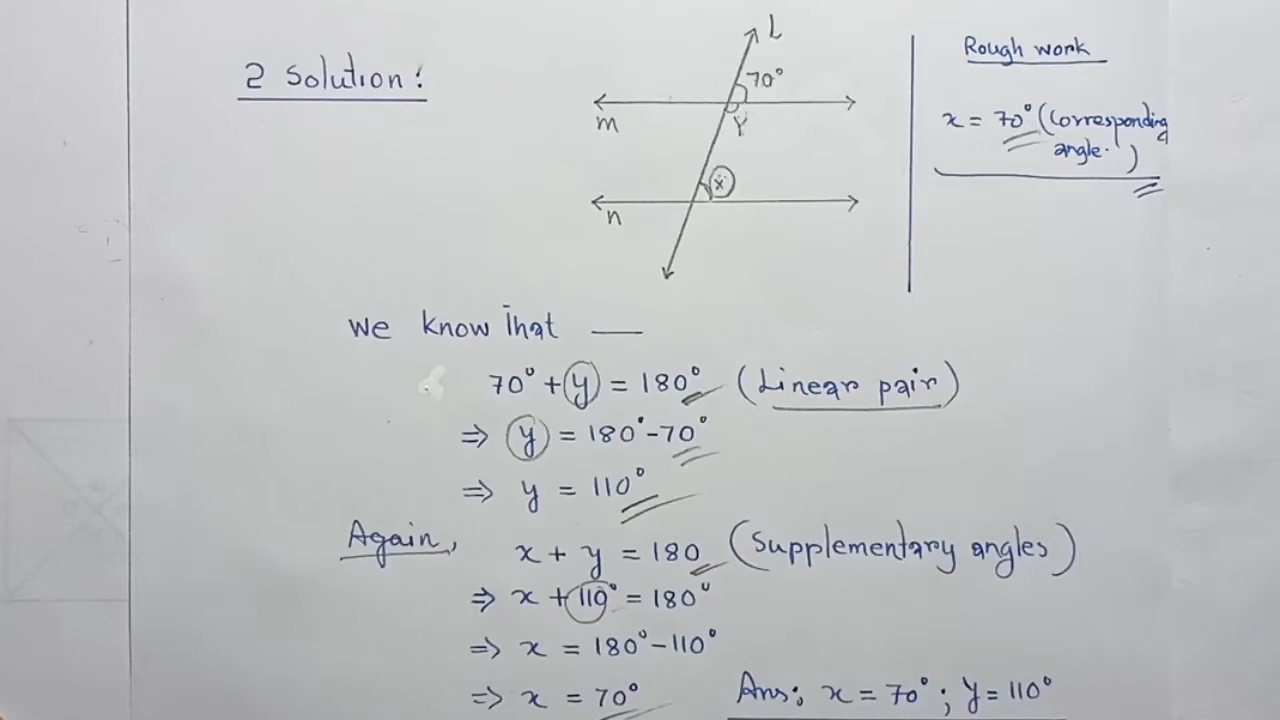 2 Solution:
L
70°
m
Y
x
n
Rough work
x = 70° (Corresponding
angle.)
We know that —
70° + y = 180° (Linear pair)
⇒ y = 180° - 70°
⇒ y = 110°
Again, x + y = 180 (Supplementary angles)
⇒ x + 110° = 180°
⇒ x = 180° - 110°
⇒ x = 70°
Ans: x = 70° ; y = 110°